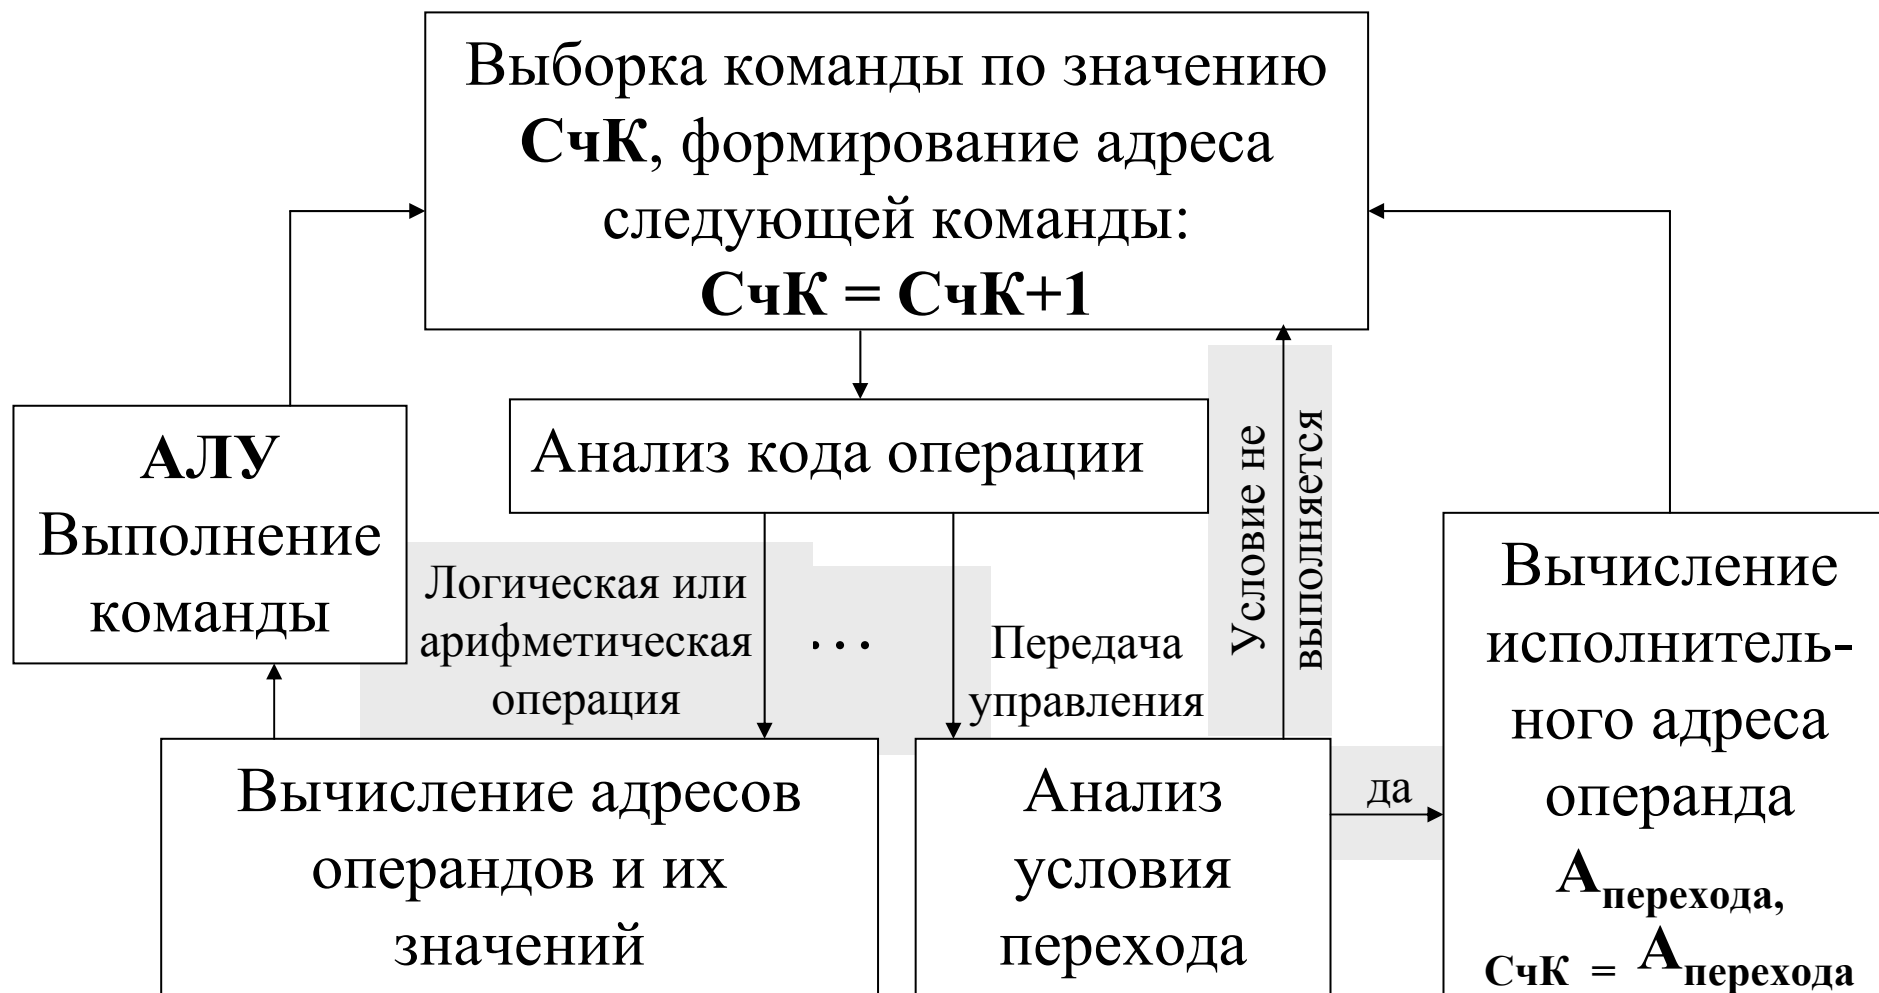 Выборка команды по значению
СчК, формирование адреса
следующей команды:
СчК = СчК+1
АЛУ
Выполнение
команды
Анализ кода операции
Условие не
выполняется
Логическая или
арифметическая
операция
...
Передача
управления
Вычисление адресов
операндов и их
значений
Анализ
условия
перехода
да
Вычисление
исполнитель-
ного адреса
операнда
Aперехода,
СчК = Aперехода